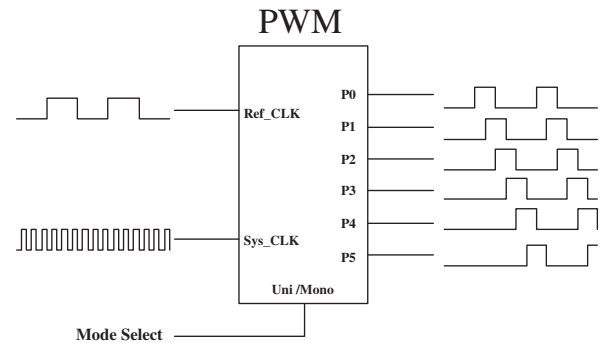 PWM
Ref_CLK
Sys_CLK
P0
P1
P2
P3
P4
P5
Uni /Mono
Mode Select